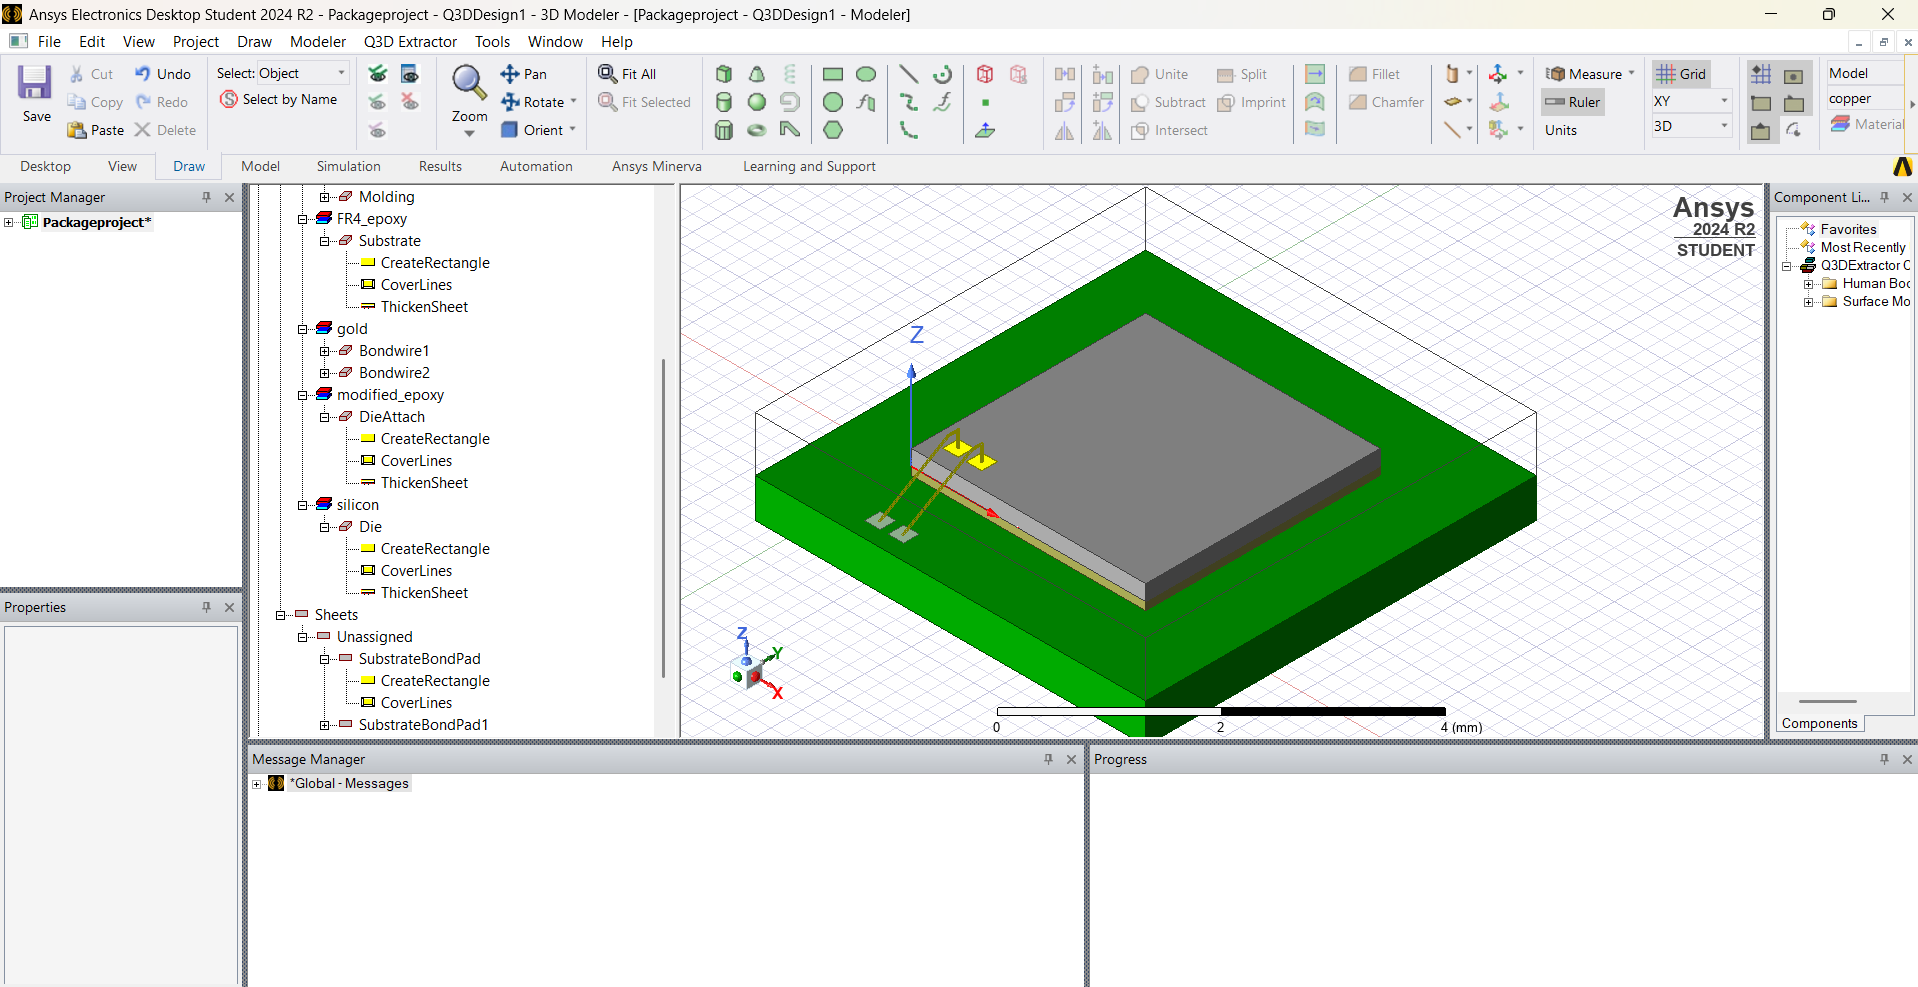 Ansys Electronics Desktop Student 2024 R2 - Packageproject - Q3DDesign1 - 3D Modeler - [Packageproject - Q3DDesign1 - Modeler]
File Edit View Project Draw Modeler Q3D Extractor Tools Window Help
Save
Cut
Copy
Paste
Undo
Redo
Delete
Select: Object
Select by Name
Zoom
Pan
Rotate
Orient
Fit All
Fit Selected
Unite
Subtract
Intersect
Split
Imprint
Fillet
Chamfer
Measure
Ruler
Units
Grid
XY
3D
Model
copper
Material
Desktop View Draw Model Simulation Results Automation Ansys Minerva Learning and Support
Project Manager
Packageproject*
Properties
Molding
FR4_epoxy
Substrate
CreateRectangle
CoverLines
ThickenSheet
gold
Bondwire1
Bondwire2
modified_epoxy
DieAttach
CreateRectangle
CoverLines
ThickenSheet
silicon
Die
CreateRectangle
CoverLines
ThickenSheet
Sheets
Unassigned
SubstrateBondPad
CreateRectangle
CoverLines
SubstrateBondPad1
Ansys
2024 R2
STUDENT
Z
Z
Y
X
0 2 4 (mm)
Component Li...
Favorites
Most Recently
Q3DExtractor C
Human Boc
Surface Mo
Components
Message Manager
*Global - Messages
Progress